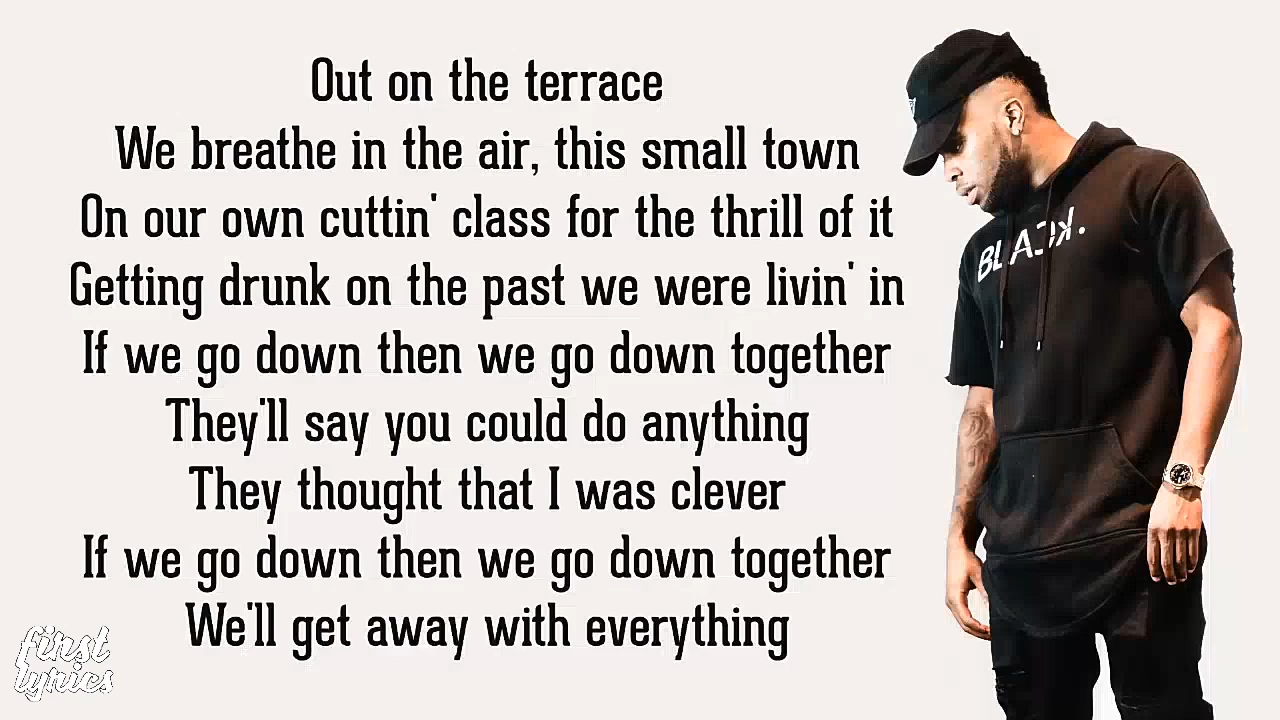 Out on the terrace
We breathe in the air, this small town
On our own cuttin' class for the thrill of it
Getting drunk on the past we were livin' in
If we go down then we go down together
They'll say you could do anything
They thought that I was clever
If we go down then we go down together
We'll get away with everything
BLACK.
first
lyrics